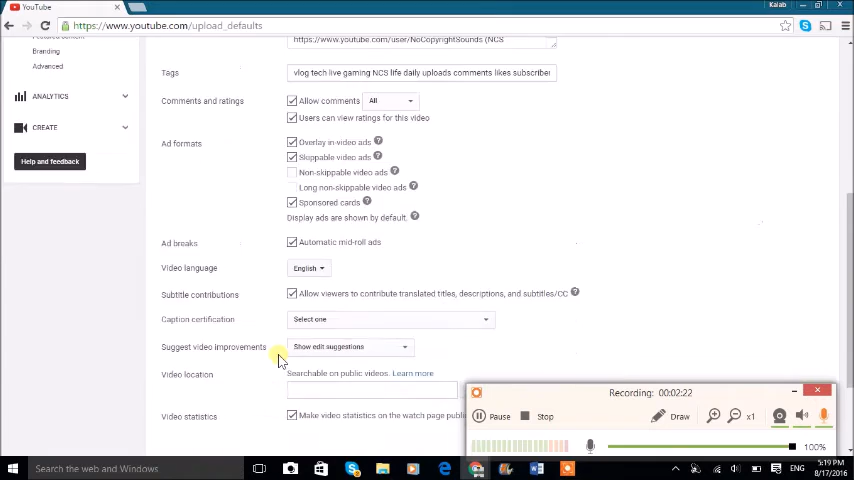 YouTube
Kalab
https://www.youtube.com/upload_defaults
Featured content
Branding
Advanced
ANALYTICS
CREATE
Help and feedback
https://www.youtube.com/user/NoCopyrightSounds (NCS
Tags
vlog tech live gaming NCS life daily uploads comments likes subscriber
Comments and ratings
Allow comments
All
Users can view ratings for this video
Ad formats
Overlay in-video ads
Skippable video ads
Non-skippable video ads
Long non-skippable video ads
Sponsored cards
Display ads are shown by default.
Ad breaks
Automatic mid-roll ads
Video language
English
Subtitle contributions
Allow viewers to contribute translated titles, descriptions, and subtitles/CC
Caption certification
Select one
Suggest video improvements
Show edit suggestions
Video location
Searchable on public videos. Learn more
Video statistics
Make video statistics on the watch page publ
Recording: 00:02:22
Pause
Stop
Draw
x1
100%
Search the web and Windows
ENG
5:19 PM
8/17/2016